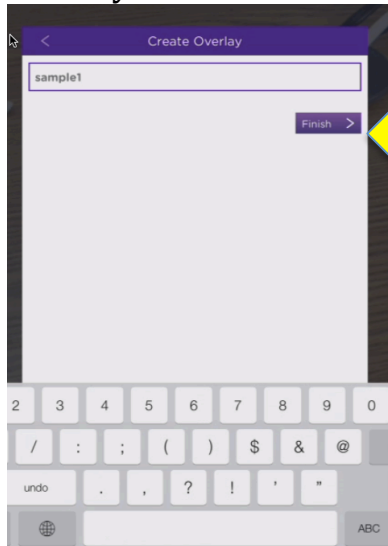 Create Overlay
sample1
Finish >
2 3 4 5 6 7 8 9 0
/ : ; ( ) $ & @
undo . , ? ! ' "
ABC